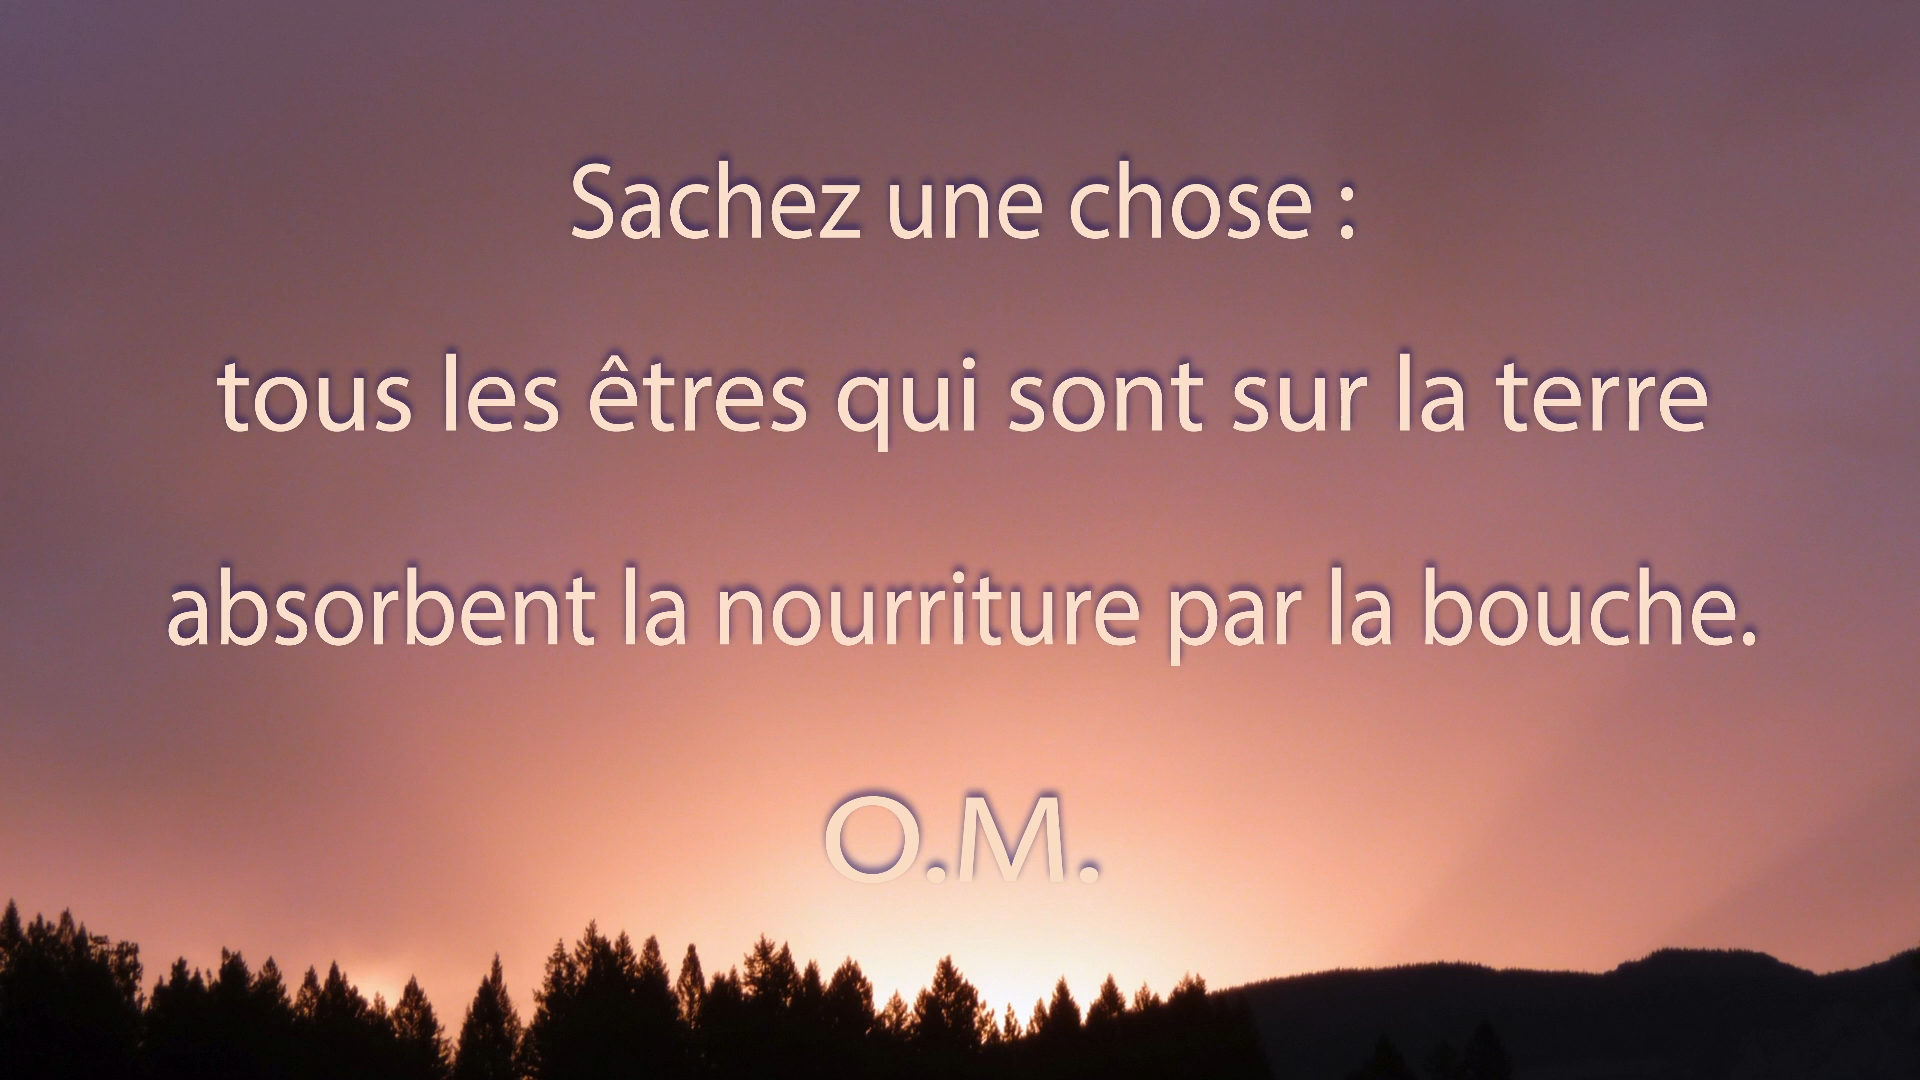 Sachez une chose :
tous les êtres qui sont sur la terre
absorbent la nourriture par la bouche.
O.M.